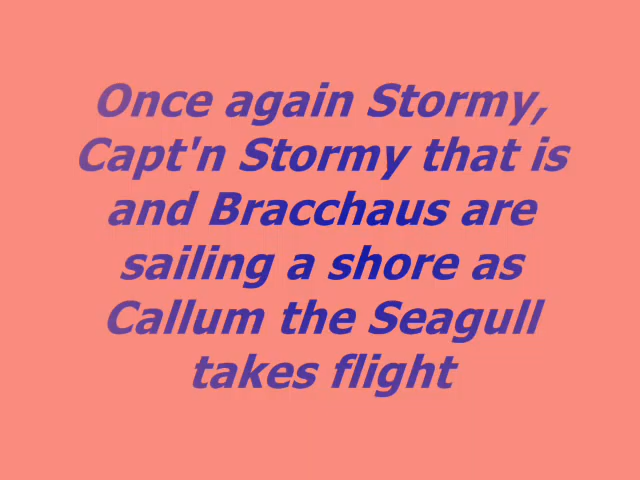 Once again Stormy,
Capt'n Stormy that is
and Bracchaus are
sailing a shore as
Callum the Seagull
takes flight